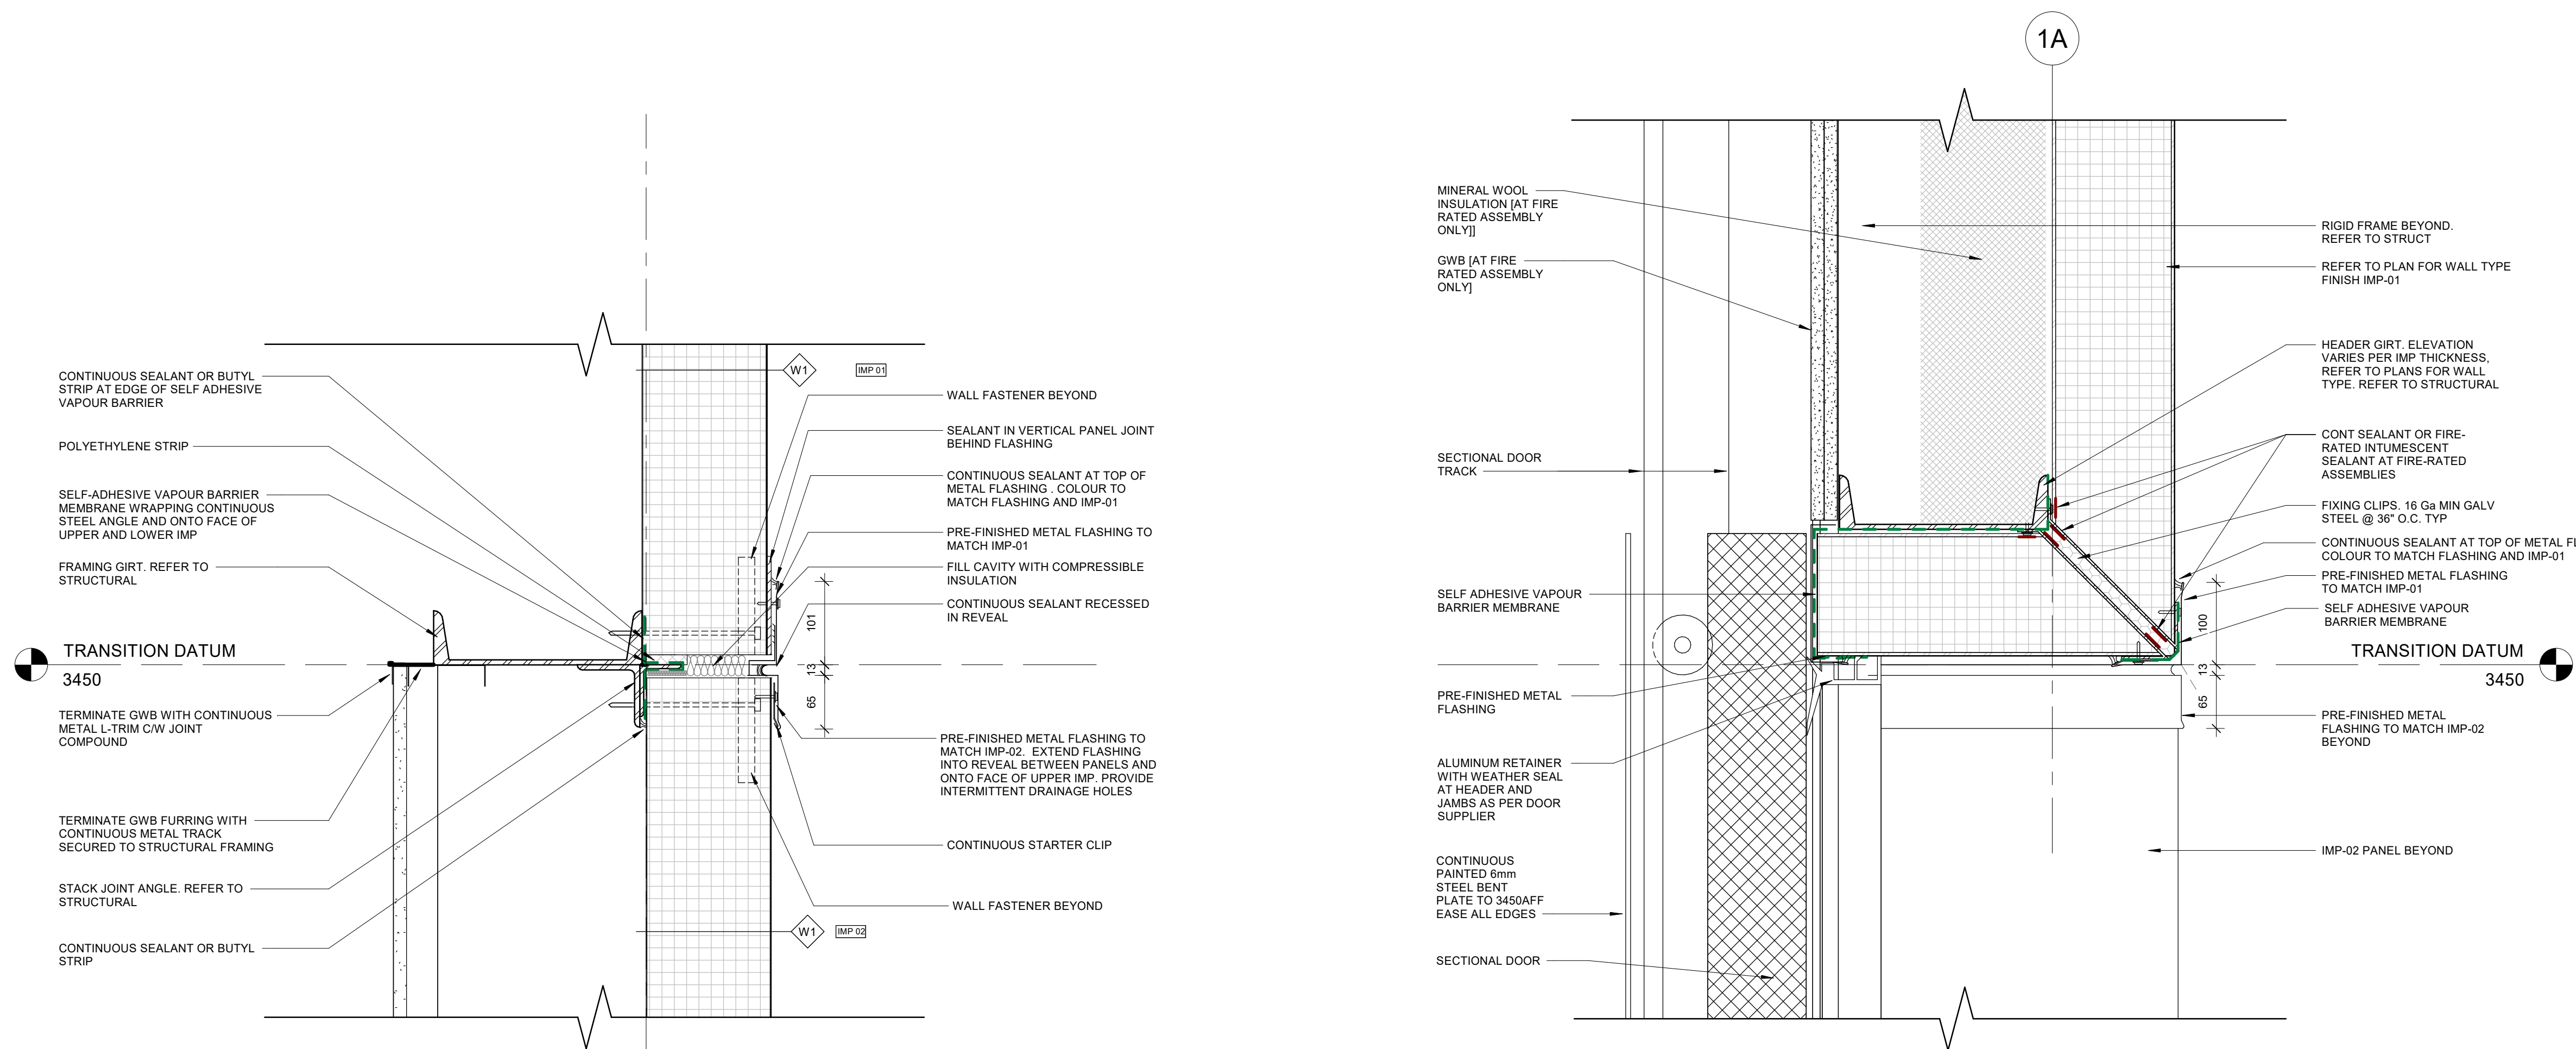 CONTINUOUS SEALANT OR BUTYL
STRIP AT EDGE OF SELF ADHESIVE
VAPOUR BARRIER
POLYETHYLENE STRIP
SELF-ADHESIVE VAPOUR BARRIER
MEMBRANE WRAPPING CONTINUOUS
STEEL ANGLE AND ONTO FACE OF
UPPER AND LOWER IMP
FRAMING GIRT. REFER TO
STRUCTURAL
TRANSITION DATUM
3450
TERMINATE GWB WITH CONTINUOUS
METAL L-TRIM C/W JOINT
COMPOUND
TERMINATE GWB FURRING WITH
CONTINUOUS METAL TRACK
SECURED TO STRUCTURAL FRAMING
STACK JOINT ANGLE. REFER TO
STRUCTURAL
CONTINUOUS SEALANT OR BUTYL
STRIP
W1
IMP 01
WALL FASTENER BEYOND
SEALANT IN VERTICAL PANEL JOINT
BEHIND FLASHING
CONTINUOUS SEALANT AT TOP OF
METAL FLASHING . COLOUR TO
MATCH FLASHING AND IMP-01
PRE-FINISHED METAL FLASHING TO
MATCH IMP-01
FILL CAVITY WITH COMPRESSIBLE
INSULATION
CONTINUOUS SEALANT RECESSED
IN REVEAL
101
13
65
PRE-FINISHED METAL FLASHING TO
MATCH IMP-02. EXTEND FLASHING
INTO REVEAL BETWEEN PANELS AND
ONTO FACE OF UPPER IMP. PROVIDE
INTERMITTENT DRAINAGE HOLES
CONTINUOUS STARTER CLIP
WALL FASTENER BEYOND
W1
IMP 02
1A
MINERAL WOOL
INSULATION [AT FIRE
RATED ASSEMBLY
ONLY]]
GWB [AT FIRE
RATED ASSEMBLY
ONLY]
SECTIONAL DOOR
TRACK
SELF ADHESIVE VAPOUR
BARRIER MEMBRANE
PRE-FINISHED METAL
FLASHING
ALUMINUM RETAINER
WITH WEATHER SEAL
AT HEADER AND
JAMBS AS PER DOOR
SUPPLIER
CONTINUOUS
PAINTED 6mm
STEEL BENT
PLATE TO 3450AFF
EASE ALL EDGES
SECTIONAL DOOR
RIGID FRAME BEYOND.
REFER TO STRUCT
REFER TO PLAN FOR WALL TYPE
FINISH IMP-01
HEADER GIRT. ELEVATION
VARIES PER IMP THICKNESS,
REFER TO PLANS FOR WALL
TYPE. REFER TO STRUCTURAL
CONT SEALANT OR FIRE-
RATED INTUMESCENT
SEALANT AT FIRE-RATED
ASSEMBLIES
FIXING CLIPS. 16 Ga MIN GALV
STEEL @ 36" O.C. TYP
CONTINUOUS SEALANT AT TOP OF METAL
COLOUR TO MATCH FLASHING AND IMP-01
PRE-FINISHED METAL FLASHING
TO MATCH IMP-01
SELF ADHESIVE VAPOUR
BARRIER MEMBRANE
100
13
65
TRANSITION DATUM
3450
PRE-FINISHED METAL
FLASHING TO MATCH IMP-02
BEYOND
IMP-02 PANEL BEYOND